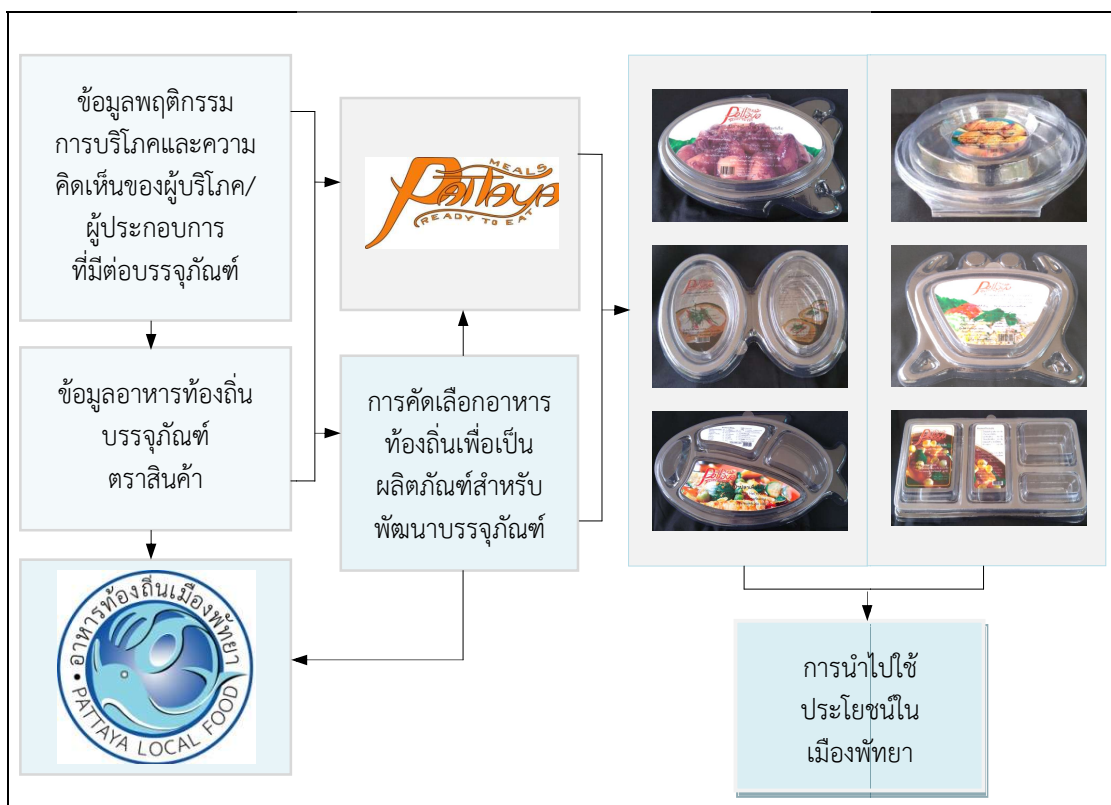 ข้อมูลพฤติกรรม
การบริโภคและความ
คิดเห็นของผู้บริโภค/
ผู้ประกอบการ
ที่มีต่อบรรจุภัณฑ์
ข้อมูลอาหารท้องถิ่น
บรรจุภัณฑ์
ตราสินค้า
อาหารท้องถิ่นเมืองพัทยา
PATTAYA LOCAL FOOD
MEALS
PATTAYA
READY TO EAT
การคัดเลือกอาหาร
ท้องถิ่นเพื่อเป็น
ผลิตภัณฑ์สำหรับ
พัฒนาบรรจุภัณฑ์
Pattaya
Pattaya
การนำไปใช้
ประโยชน์ใน
เมืองพัทยา